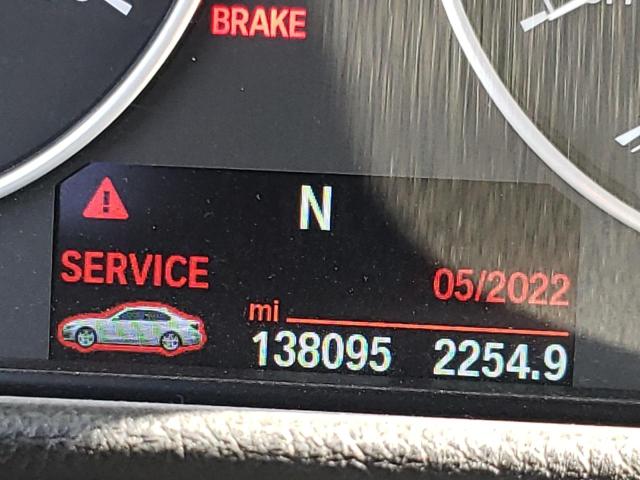 BRAKE
N
SERVICE
05/2022
mi
138095 2254.9